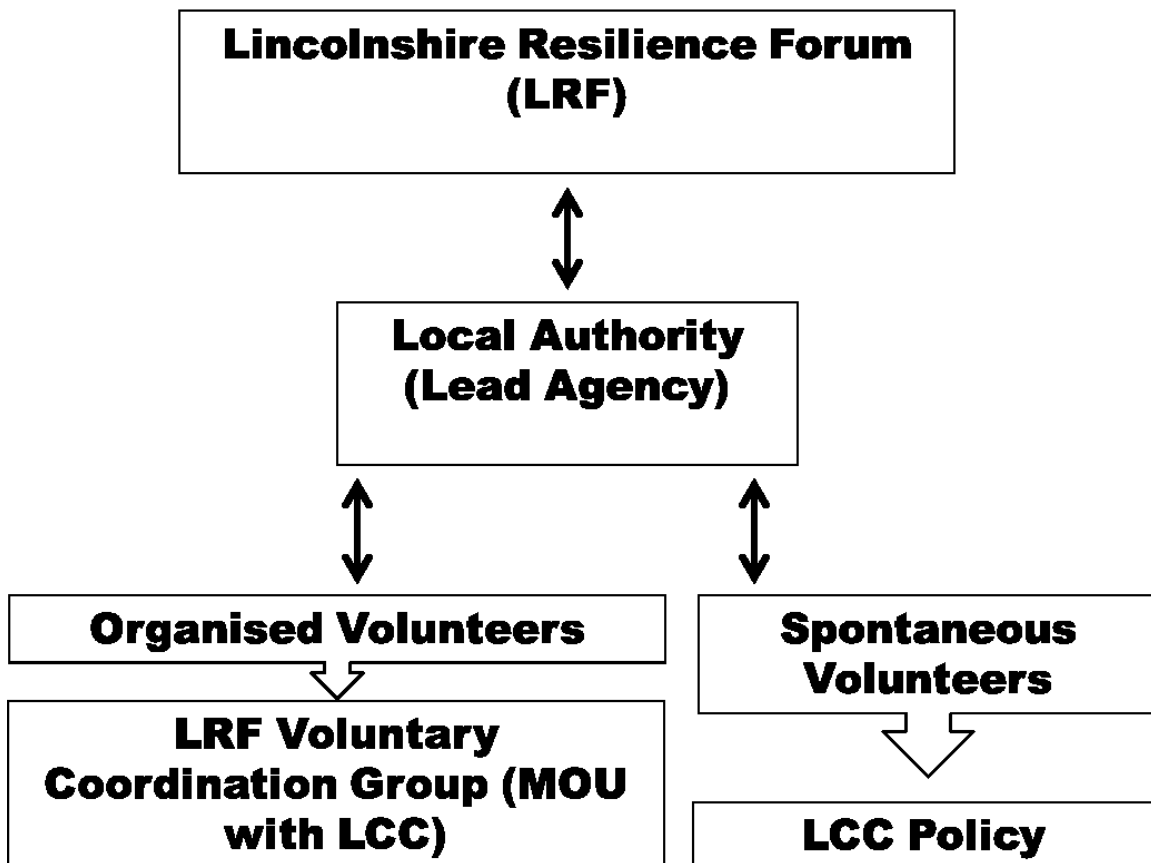 Lincolnshire Resilience Forum
(LRF)
Local Authority
(Lead Agency)
Organised Volunteers
Spontaneous
Volunteers
LRF Voluntary
Coordination Group (MOU
with LCC)
LCC Policy